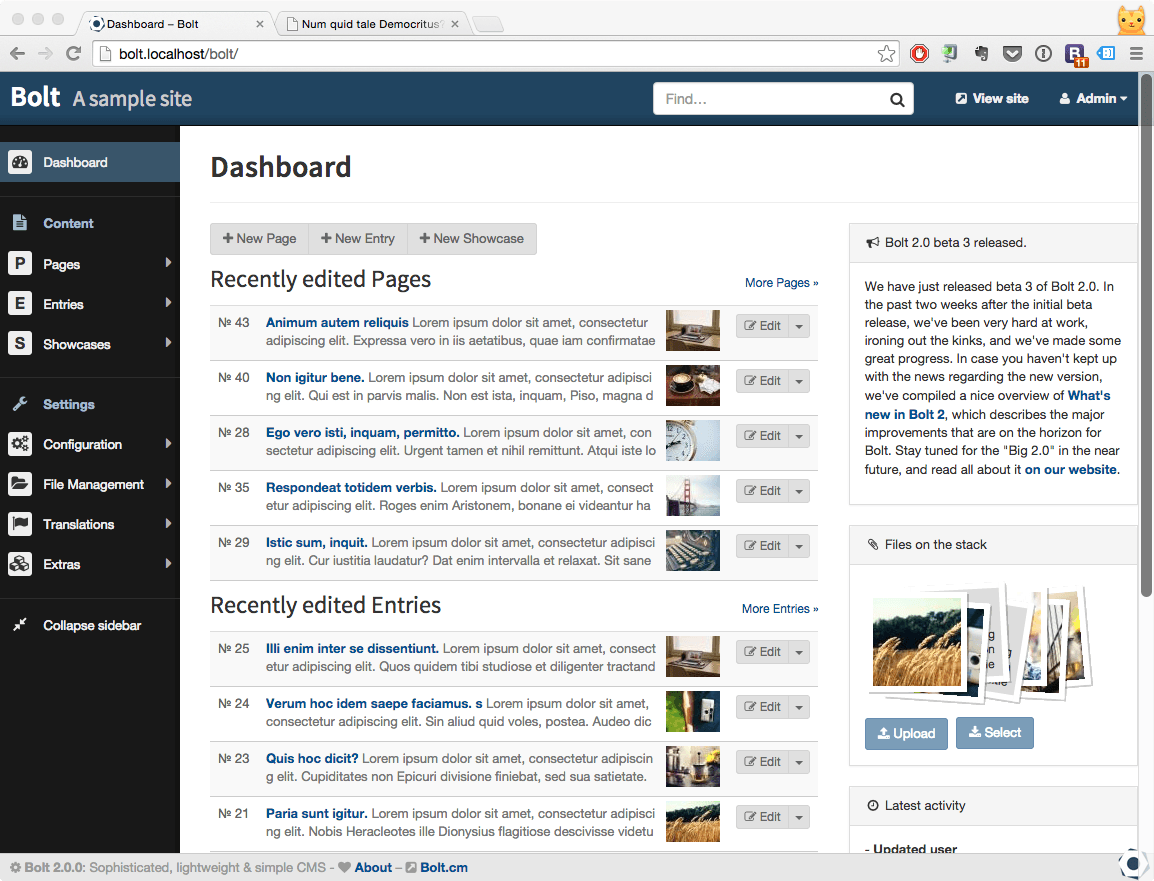 Dashboard – Bolt
Num quid tale Democritus?
bolt.localhost/bolt/
11
Bolt A sample site
Find...
View site
Admin
Dashboard
Content
P Pages
E Entries
S Showcases
Settings
Configuration
File Management
Translations
Extras
Collapse sidebar
Dashboard
New Page
New Entry
New Showcase
Recently edited Pages
More Pages »
№ 43 Animum autem reliquis Lorem ipsum dolor sit amet, consectetur
adipiscing elit. Expressa vero in iis aetatibus, quae iam confirmatae
Edit
№ 40 Non igitur bene. Lorem ipsum dolor sit amet, consectetur adipisci
ng elit. Qui est in parvis malis. Non est ista, inquam, Piso, magna d
Edit
№ 28 Ego vero isti, inquam, permitto. Lorem ipsum dolor sit amet, con
sectetur adipiscing elit. Urgent tamen et nihil remittunt. Atqui iste lo
Edit
№ 35 Respondeat totidem verbis. Lorem ipsum dolor sit amet, consect
etur adipiscing elit. Roges enim Aristonem, bonane ei videantur ha
Edit
№ 29 Istic sum, inquit. Lorem ipsum dolor sit amet, consectetur adipisci
ng elit. Cur iustitia laudatur? Dat enim intervalla et relaxat. Sit sane
Edit
Recently edited Entries
More Entries »
№ 25 Illi enim inter se dissentiunt. Lorem ipsum dolor sit amet, consect
etur adipiscing elit. Quos quidem tibi studiose et diligenter tractand
Edit
№ 24 Verum hoc idem saepe faciamus. s Lorem ipsum dolor sit amet,
consectetur adipiscing elit. Sin aliud quid voles, postea. Audeo dic
Edit
№ 23 Quis hoc dicit? Lorem ipsum dolor sit amet, consectetur adipiscin
g elit. Cupiditates non Epicuri divisione finiebat, sed sua satietate.
Edit
№ 21 Paria sunt igitur. Lorem ipsum dolor sit amet, consectetur adipisci
ng elit. Nobis Heracleotes ille Dionysius flagitiose descivisse videtu
Edit
Bolt 2.0 beta 3 released.
We have just released beta 3 of Bolt 2.0. In
the past two weeks after the initial beta
release, we've been very hard at work,
ironing out the kinks, and we've made some
great progress. In case you haven't kept up
with the news regarding the new version,
we've compiled a nice overview of What's
new in Bolt 2, which describes the major
improvements that are on the horizon for
Bolt. Stay tuned for the "Big 2.0" in the near
future, and read all about it on our website.
Files on the stack
Upload
Select
Latest activity
- Updated user
Bolt 2.0.0: Sophisticated, lightweight & simple CMS - About – Bolt.cm